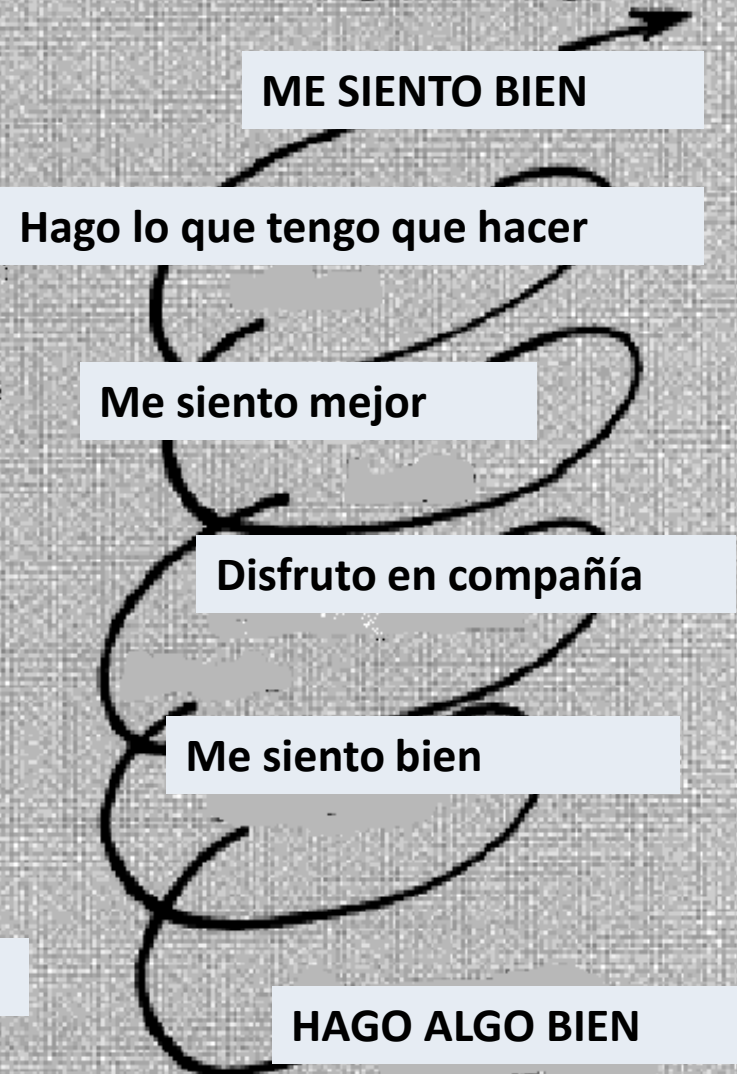 ME SIENTO BIEN
Hago lo que tengo que hacer
Me siento mejor
Disfruto en compañía
Me siento bien
HAGO ALGO BIEN